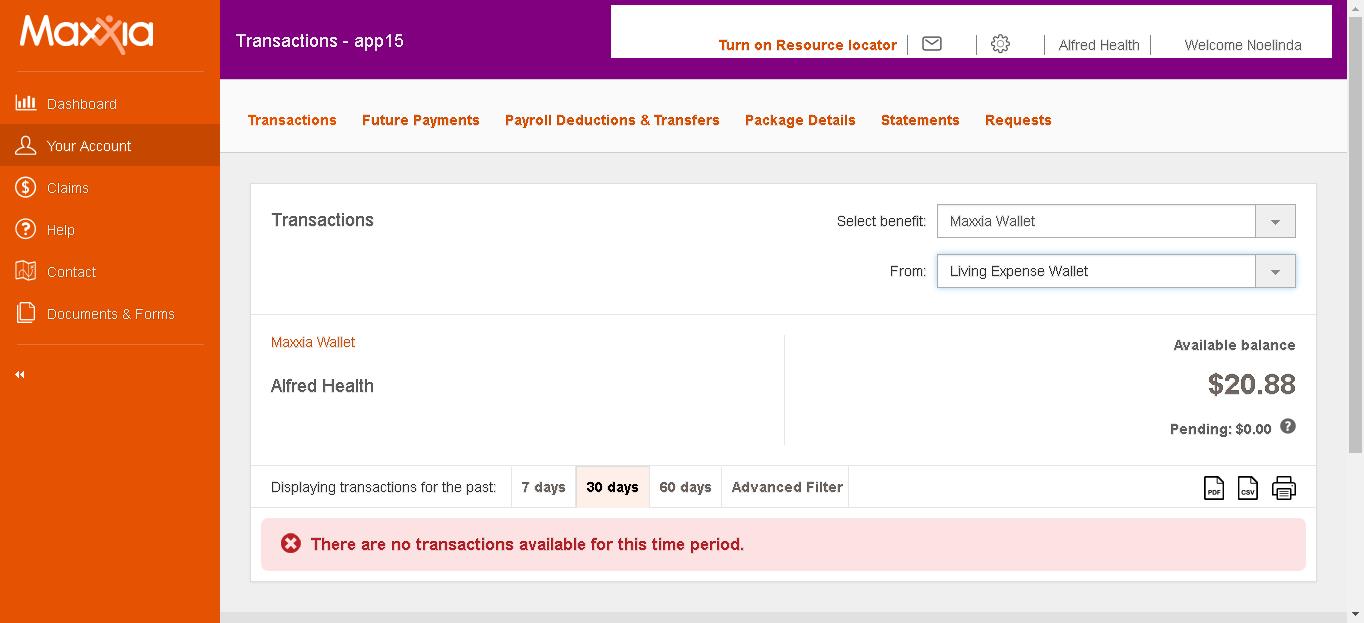 Maxxia
Transactions - app15
Turn on Resource locator
Alfred Health
Welcome Noelinda
Dashboard
Your Account
Claims
Help
Contact
Documents & Forms
Transactions
Future Payments
Payroll Deductions & Transfers
Package Details
Statements
Requests
Transactions
Select benefit:
Maxxia Wallet
From:
Living Expense Wallet
Maxxia Wallet
Alfred Health
Available balance
$20.88
Pending: $0.00 ?
Displaying transactions for the past:
7 days
30 days
60 days
Advanced Filter
PDF
CSV
There are no transactions available for this time period.